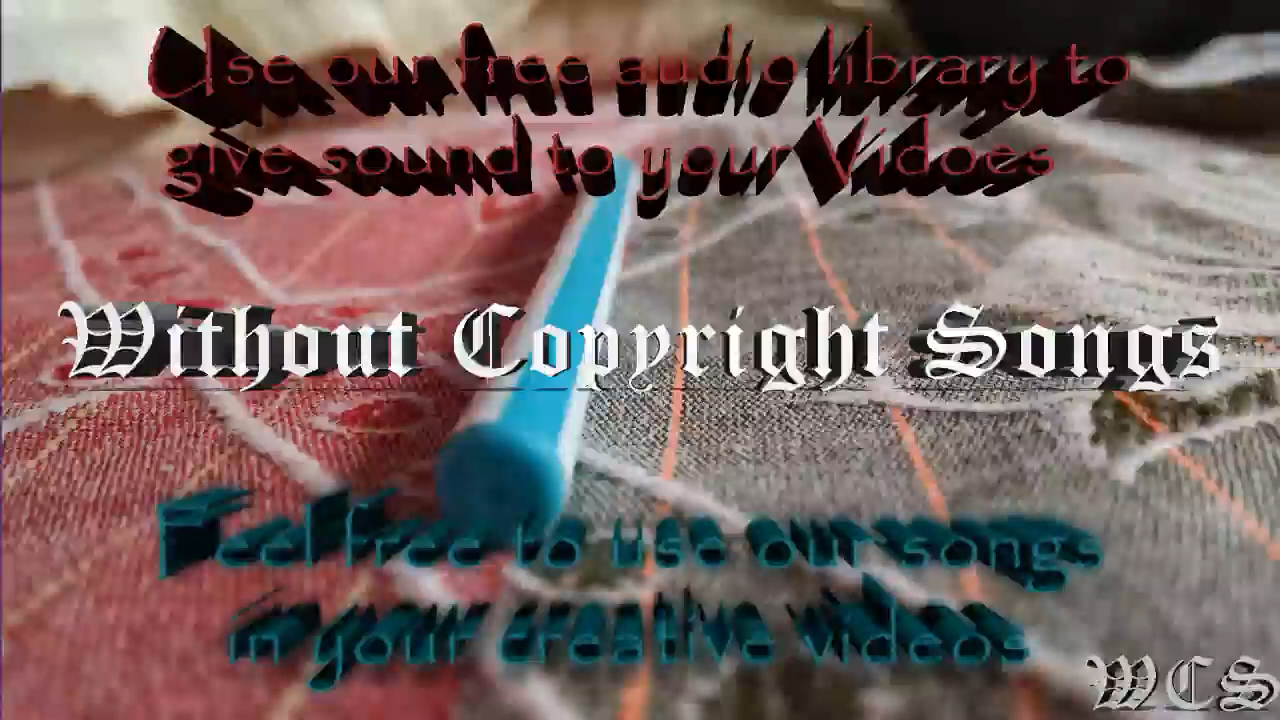 Use our free audio library to
give sound to your Vidoes
Without Copyright Songs
Feel free to use our songs
in your creative videos
WCS